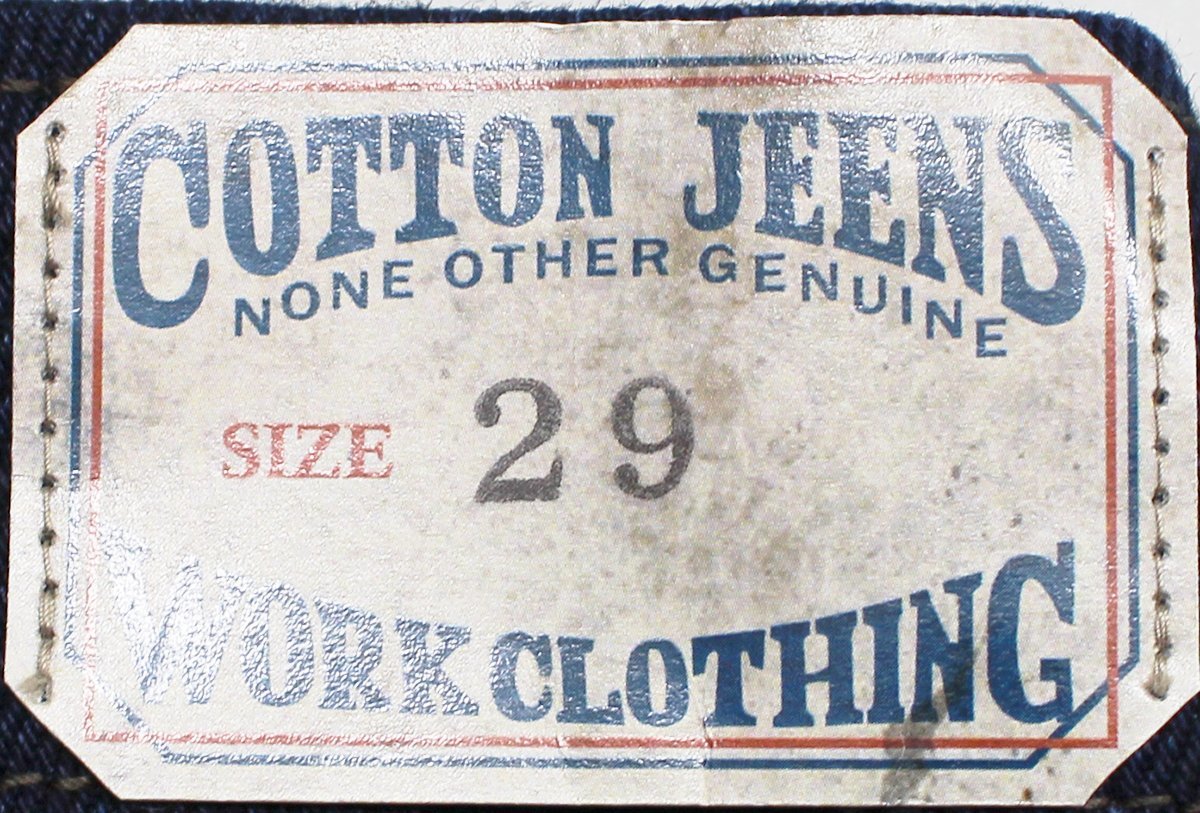 COTTON JEENS
NONE OTHER GENUINE
SIZE 29
WORK CLOTHING